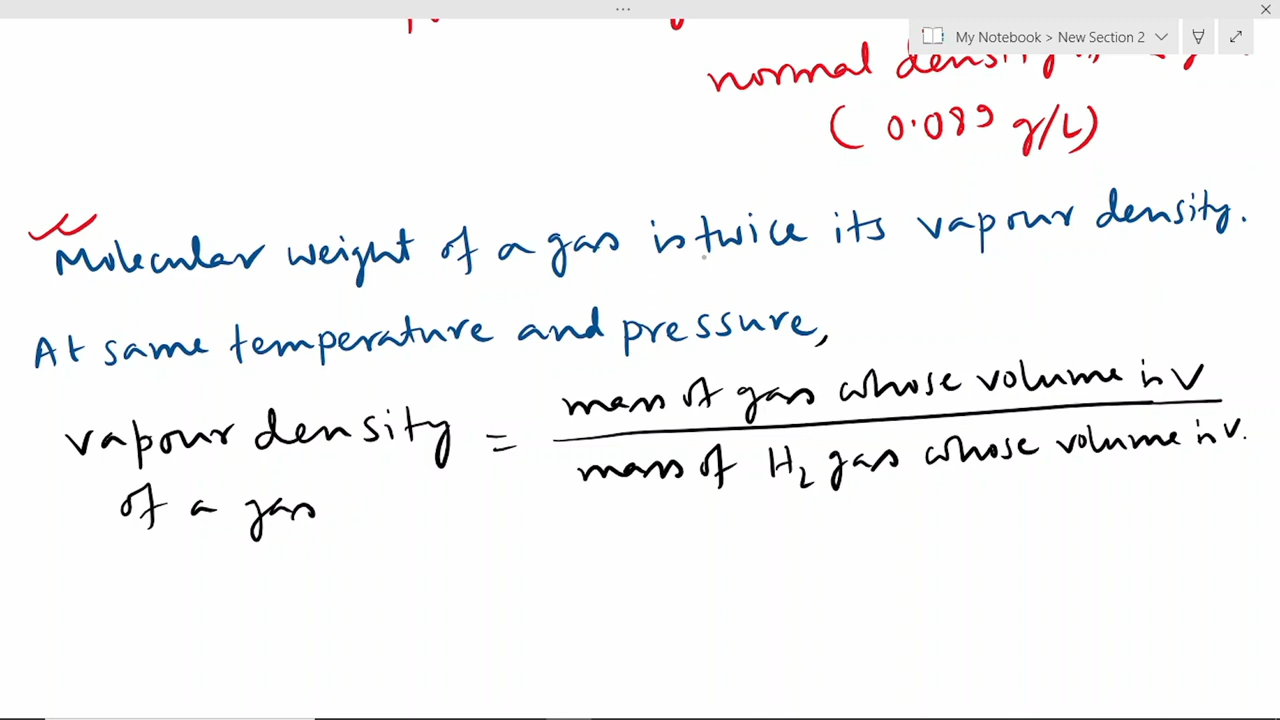 My Notebook > New Section 2
normal density
(0.089 g/L)
Molecular weight of a gas is twice its vapour density.
At same temperature and pressure,
vapour density = mass of gas whose volume is V
mass of H2 gas whose volume is V.
of a gas